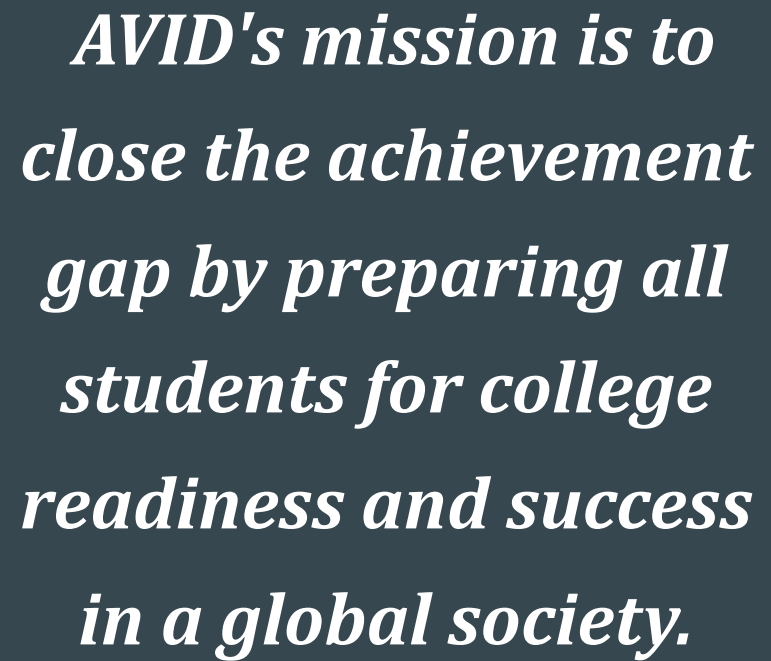 AVID's mission is to
close the achievement
gap by preparing all
students for college
readiness and success
in a global society.